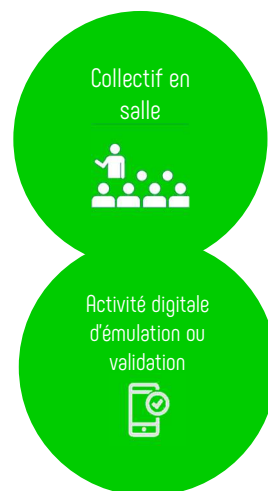 Collectif en
salle
Activité digitale
d'émulation ou
validation